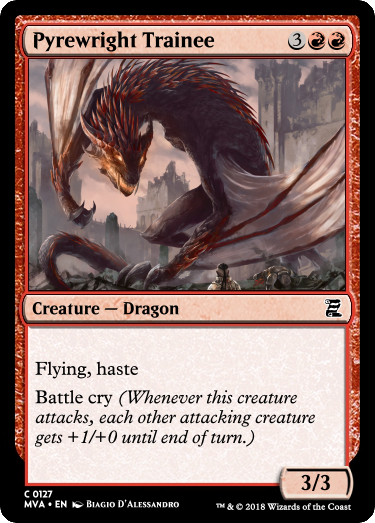 Pyrewright Trainee 3
Creature — Dragon
Flying, haste
Battle cry (Whenever this creature
attacks, each other attacking creature
gets +1/+0 until end of turn.)
3/3
C 0127
MVA • EN Biagio D'Alessandro
™ & © 2018 Wizards of the Coast